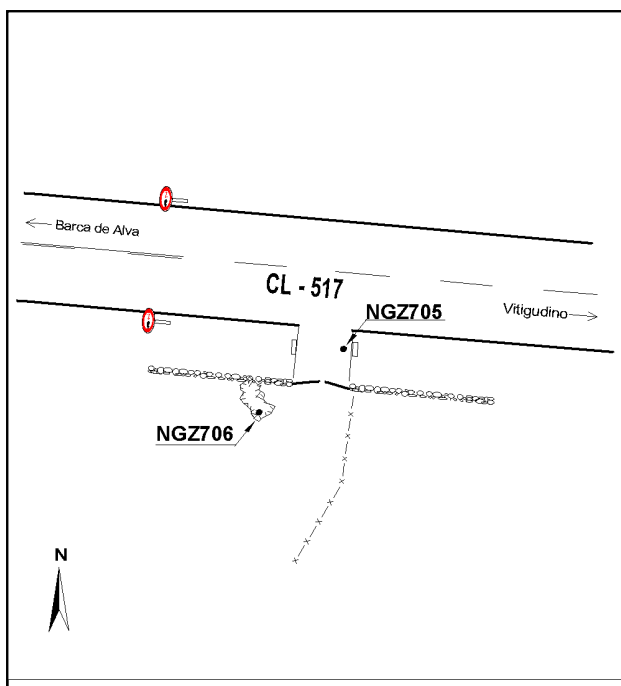 Barca de Alva
CL - 517
Vitigudino
NGZ705
NGZ706
N